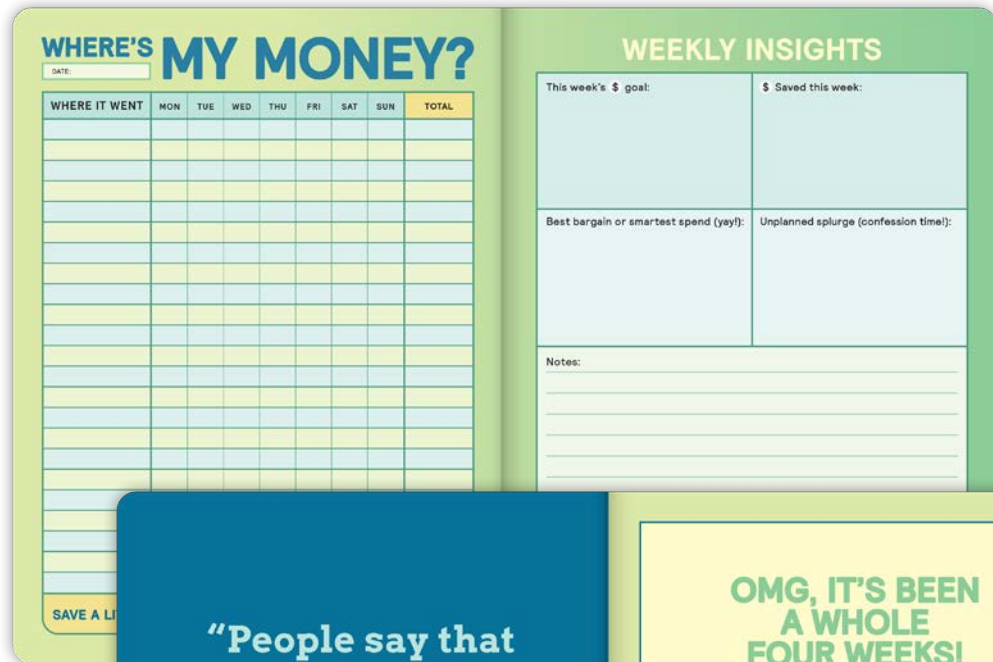 WHERE'S MY MONEY?
DATE:
WHERE IT WENT MON TUE WED THU FRI SAT SUN TOTAL
SAVE A
WEEKLY INSIGHTS
This week's $ goal:
$ Saved this week:
Best bargain or smartest spend (yay!):
Unplanned splurge (confession time!):
Notes:
“People say that
OMG, IT'S BEEN
A WHOLE
FOUR WEEKS!